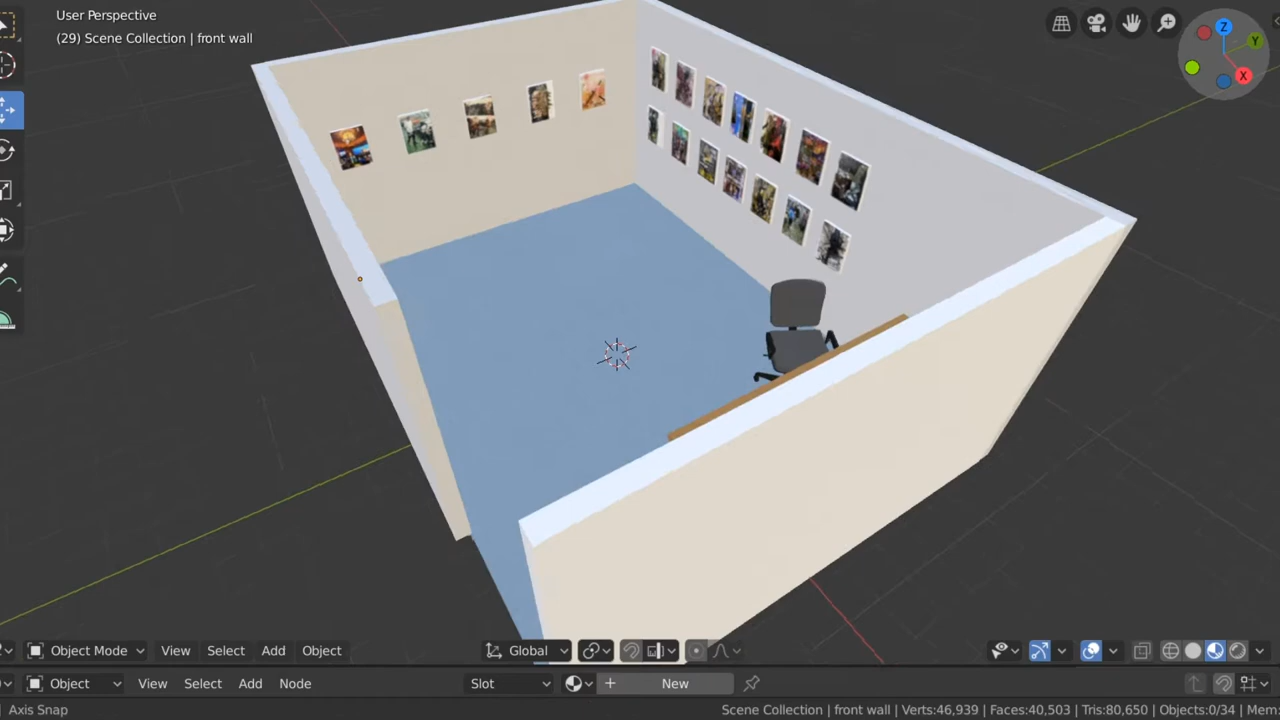 User Perspective
(29) Scene Collection | front wall
Z
Y
X
Object Mode View Select Add Object Global
Object View Select Add Node Slot New
Axis Snap Scene Collection | front wall | Verts:46,939 | Faces:40,503 | Tris:80,650 | Objects:0/34 | Mem: